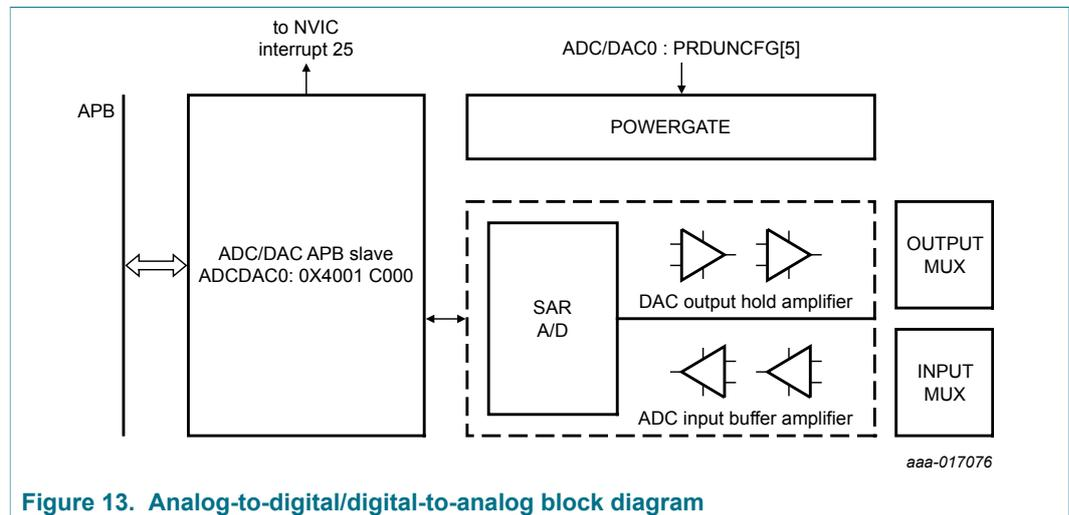 to NVIC
interrupt 25
ADC/DAC0 : PRDUNCFG[5]
APB
POWERGATE
ADC/DAC APB slave
ADCDAC0: 0X4001 C000
OUTPUT
MUX
DAC output hold amplifier
SAR
A/D
INPUT
MUX
ADC input buffer amplifier
aaa-017076
Figure 13. Analog-to-digital/digital-to-analog block diagram